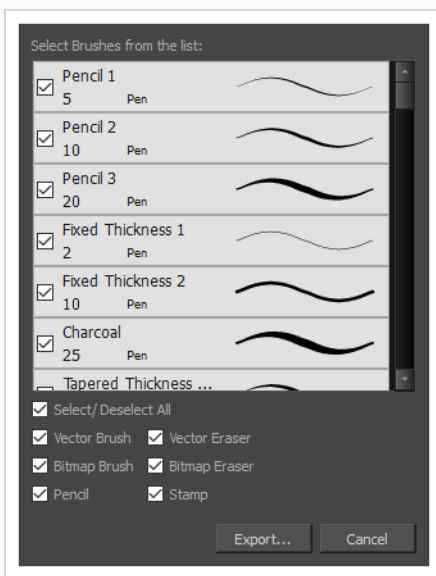 Select Brushes from the list:
Pencil 1
5 Pen
Pencil 2
10 Pen
Pencil 3
20 Pen
Fixed Thickness 1
2 Pen
Fixed Thickness 2
10 Pen
Charcoal
25 Pen
Tapered Thickness ...
Select/Deselect All
Vector Brush Vector Eraser
Bitmap Brush Bitmap Eraser
Pencil Stamp
Export... Cancel